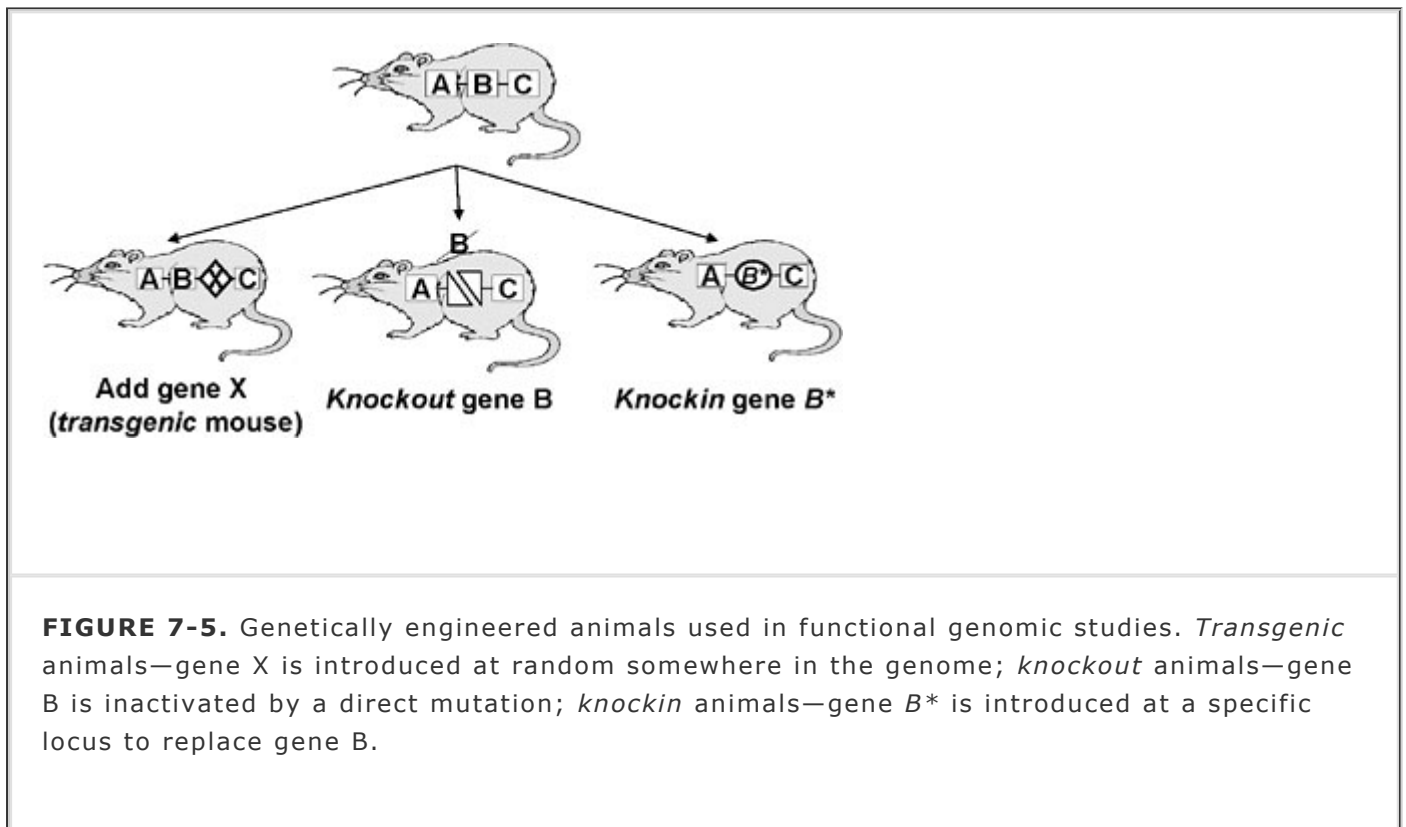 A B C
B
A B X C
A C
A B* C
Add gene X
(transgenic mouse)
Knockout gene B
Knockin gene B*
FIGURE 7-5. Genetically engineered animals used in functional genomic studies. Transgenic
animals—gene X is introduced at random somewhere in the genome; knockout animals—gene
B is inactivated by a direct mutation; knockin animals—gene B* is introduced at a specific
locus to replace gene B.